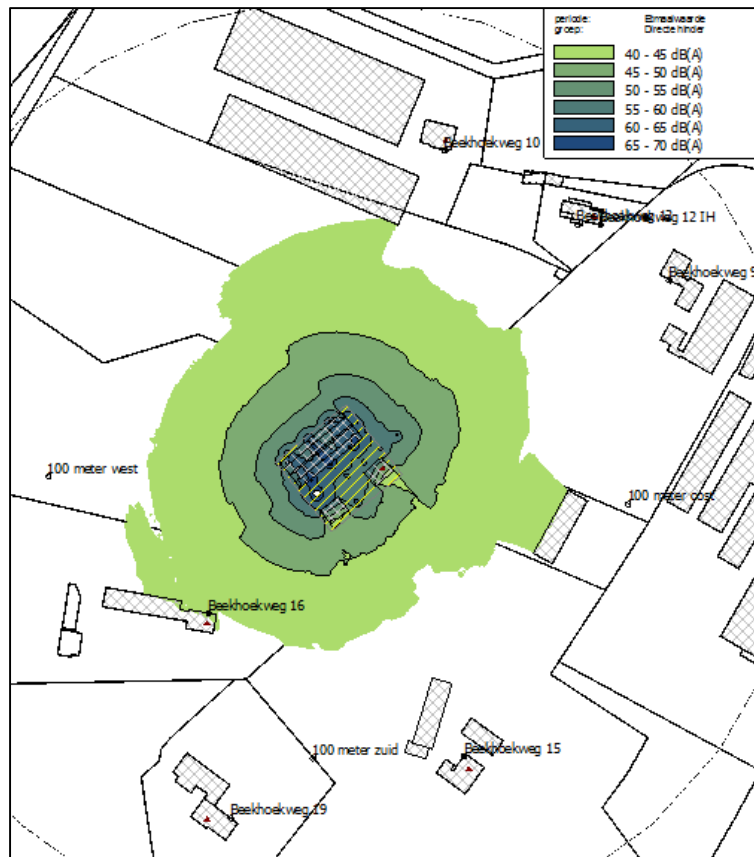 periode: Etmaalwaarde
groep: Directe hinder
40 - 45 dB(A)
45 - 50 dB(A)
50 - 55 dB(A)
55 - 60 dB(A)
60 - 65 dB(A)
65 - 70 dB(A)
Beekhoekweg 10
Beekhoekweg 12 IH
Beekhoekweg 9
100 meter west
100 meter oost
Beekhoekweg 16
100 meter zuid
Beekhoekweg 15
Beekhoekweg 19